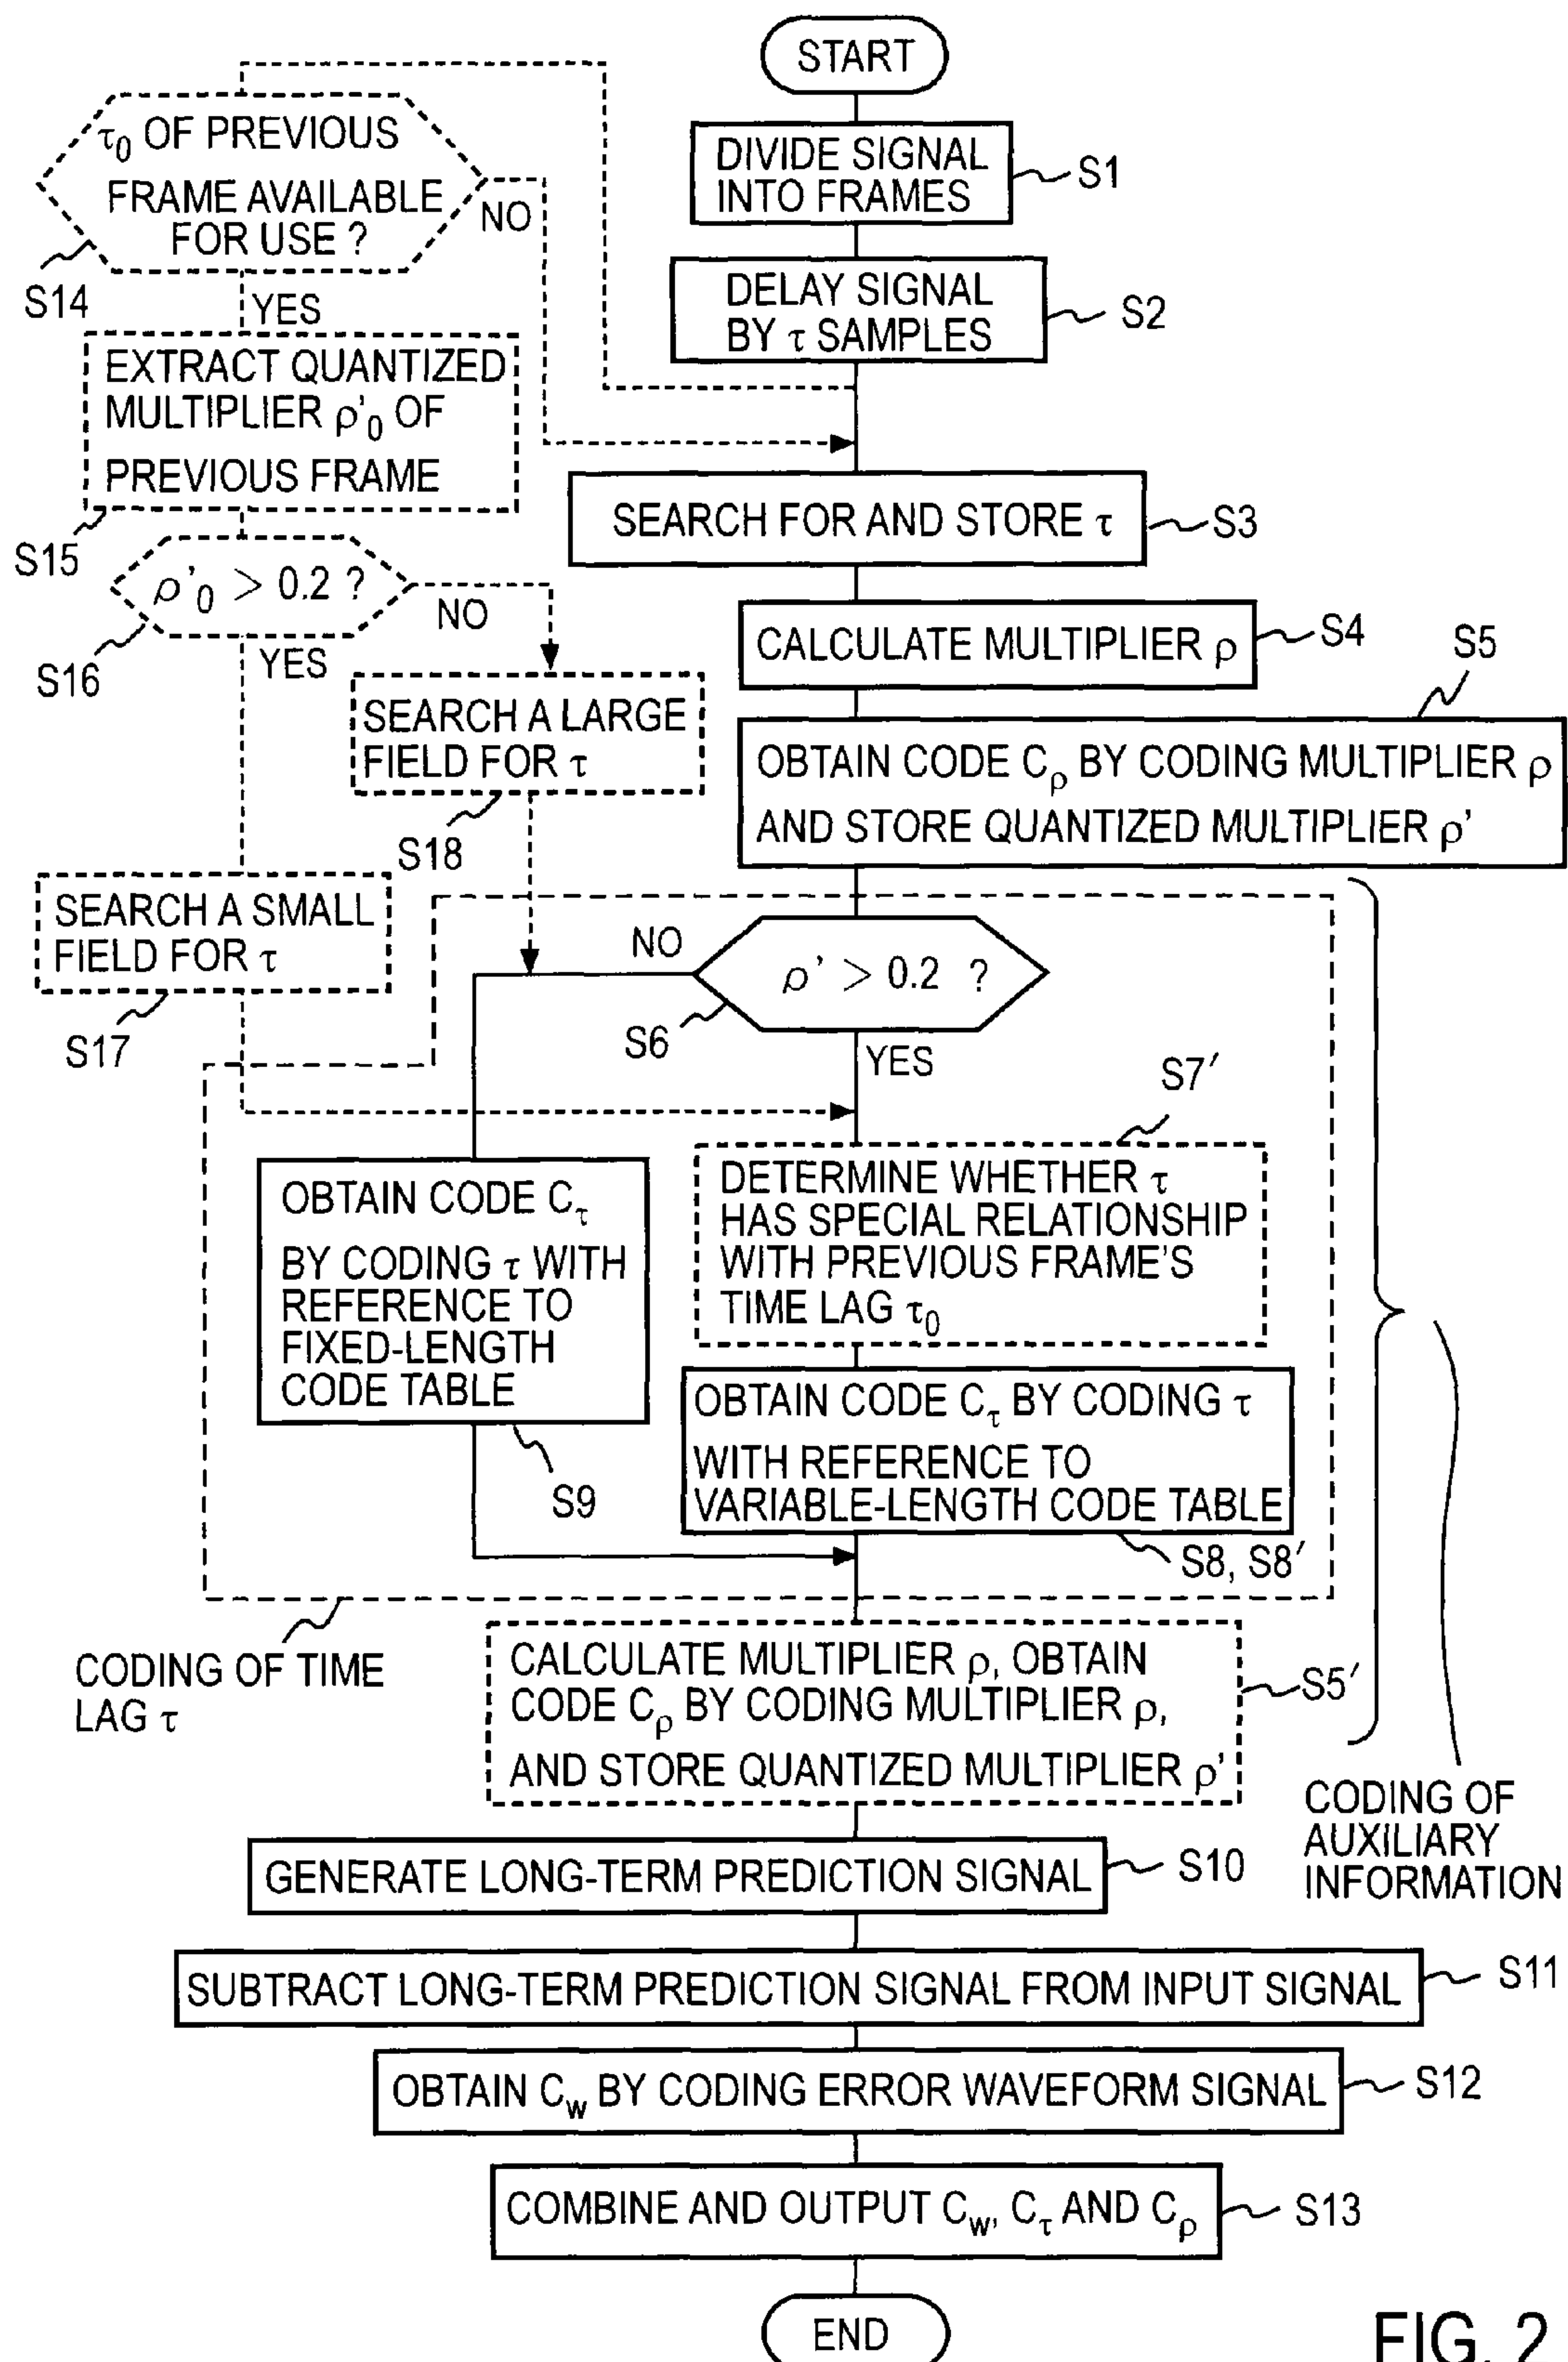 START
DIVIDE SIGNAL
INTO FRAMES
S1
DELAY SIGNAL
BY τ SAMPLES
S2
τ0 OF PREVIOUS
FRAME AVAILABLE
FOR USE ?
NO
S14
YES
EXTRACT QUANTIZED
MULTIPLIER ρ'0 OF
PREVIOUS FRAME
S15
ρ'0 > 0.2 ?
NO
S16
YES
SEARCH A LARGE
FIELD FOR τ
S18
SEARCH A SMALL
FIELD FOR τ
S17
SEARCH FOR AND STORE τ
S3
CALCULATE MULTIPLIER ρ
S4
S5
OBTAIN CODE Cρ BY CODING MULTIPLIER ρ
AND STORE QUANTIZED MULTIPLIER ρ'
NO
ρ' > 0.2 ?
S6
YES
S7'
DETERMINE WHETHER τ
HAS SPECIAL RELATIONSHIP
WITH PREVIOUS FRAME'S
TIME LAG τ0
OBTAIN CODE Cτ
BY CODING τ WITH
REFERENCE TO
FIXED-LENGTH
CODE TABLE
S9
OBTAIN CODE Cτ BY CODING τ
WITH REFERENCE TO
VARIABLE-LENGTH CODE TABLE
S8, S8'
CODING OF TIME
LAG τ
CALCULATE MULTIPLIER ρ, OBTAIN
CODE Cρ BY CODING MULTIPLIER ρ,
AND STORE QUANTIZED MULTIPLIER ρ'
S5'
CODING OF
AUXILIARY
INFORMATION
GENERATE LONG-TERM PREDICTION SIGNAL
S10
SUBTRACT LONG-TERM PREDICTION SIGNAL FROM INPUT SIGNAL
S11
OBTAIN CW BY CODING ERROR WAVEFORM SIGNAL
S12
COMBINE AND OUTPUT CW, Cτ AND Cρ
S13
END
FIG. 2